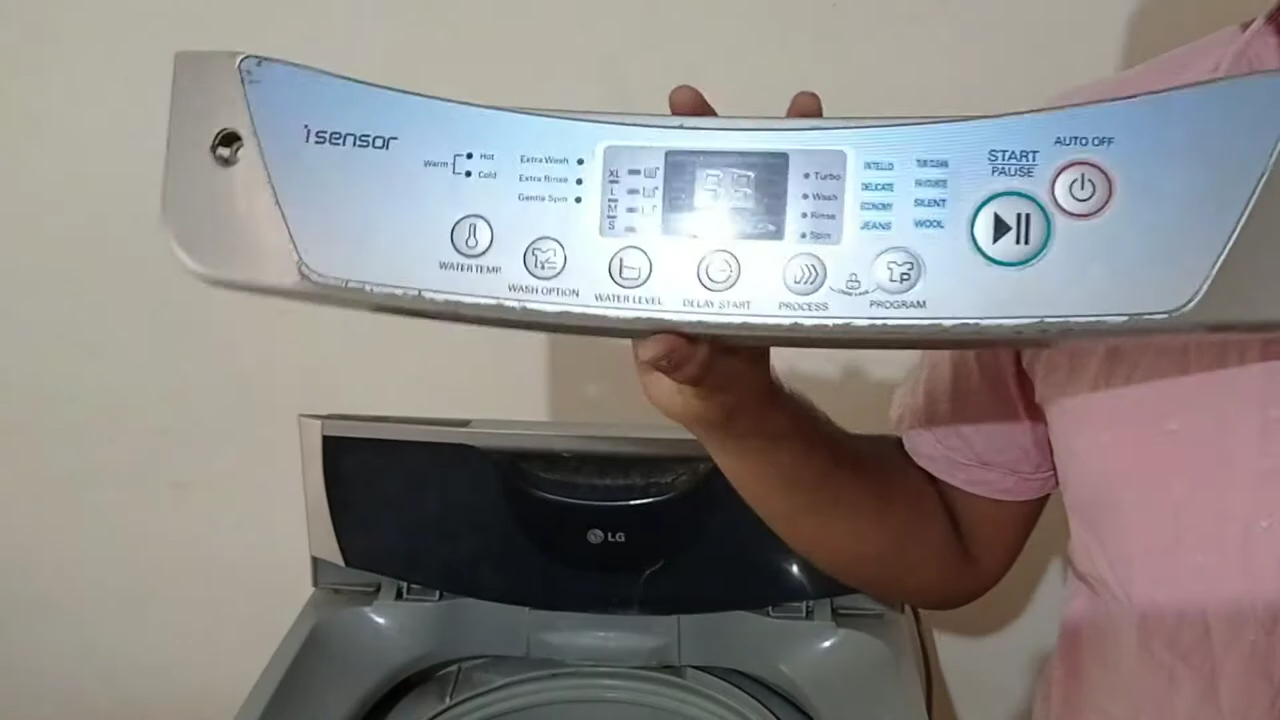 i sensor
Warm
Hot
Cold
Extra Wash
Extra Rinse
Gentle Spin
XL
L
M
S
Turbo
Wash
Rinse
Spin
DELICATE
ECONOMY
JEANS
TUB CLEAN
FAVOURITE
SILENT
WOOL
START
PAUSE
AUTO OFF
WATER TEMP.
WASH OPTION
WATER LEVEL
DELAY START
PROCESS
PROGRAM
LG